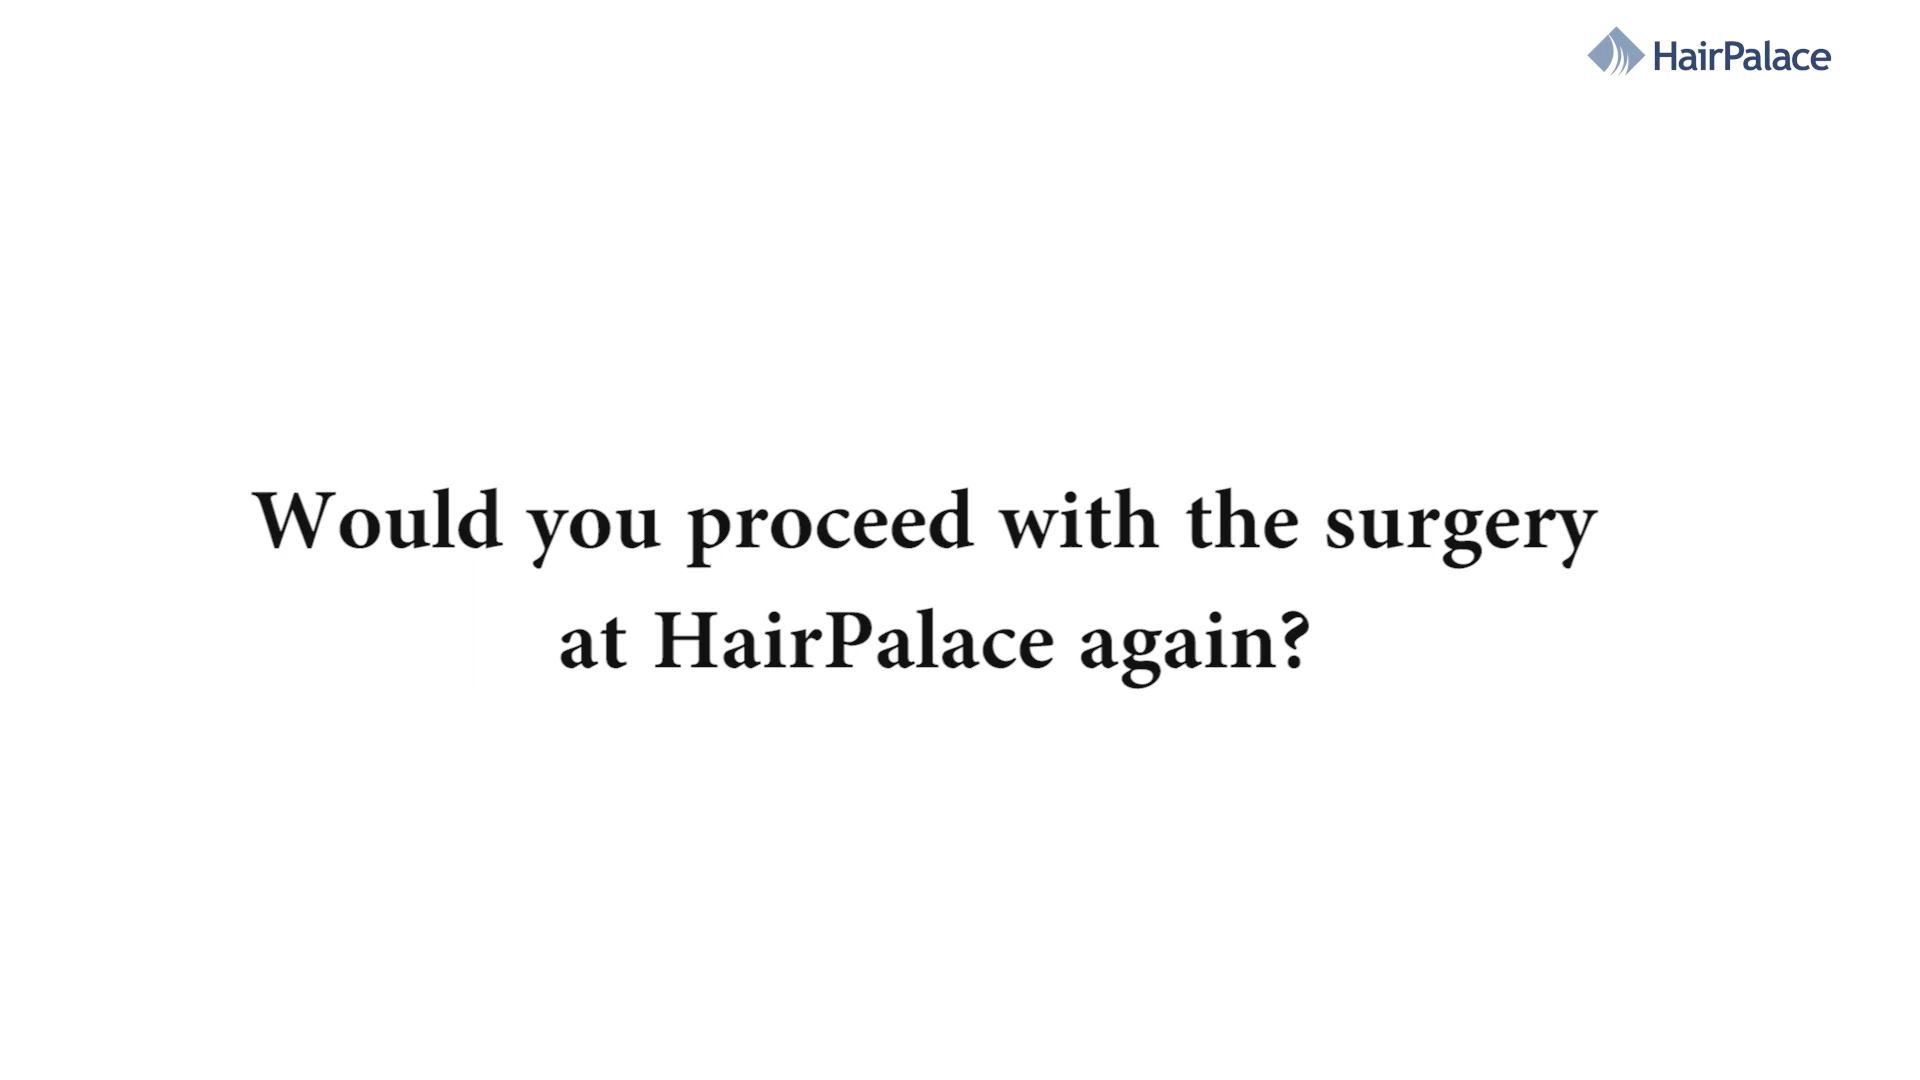 HairPalace
Would you proceed with the surgery
at HairPalace again?